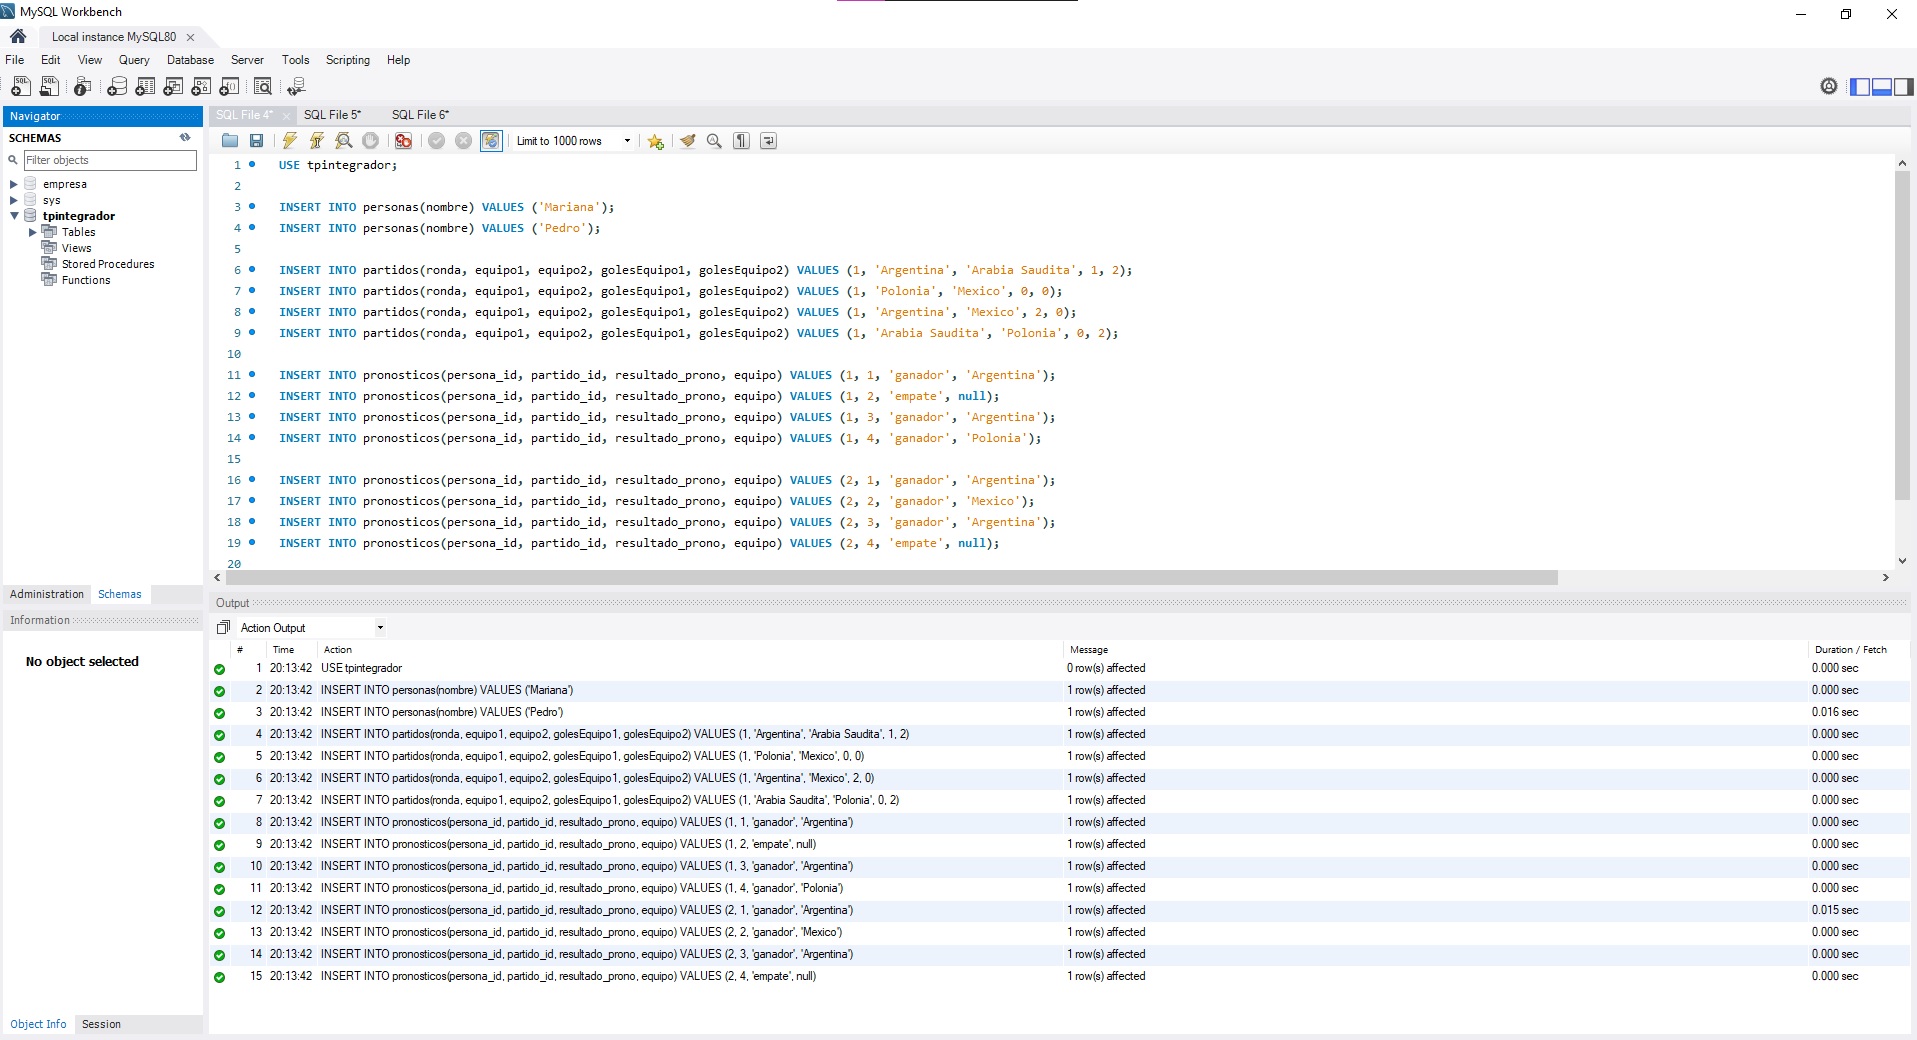 MySQL Workbench
Local instance MySQL80
File Edit View Query Database Server Tools Scripting Help
Navigator
SCHEMAS
Filter objects
empresa
sys
tpintegrador
Tables
Views
Stored Procedures
Functions
Administration Schemas
Information
No object selected
Object Info Session
SQL File 4* SQL File 5* SQL File 6*
Limit to 1000 rows
1 USE tpintegrador;
2
3 INSERT INTO personas(nombre) VALUES ('Mariana');
4 INSERT INTO personas(nombre) VALUES ('Pedro');
5
6 INSERT INTO partidos(ronda, equipo1, equipo2, golesEquipo1, golesEquipo2) VALUES (1, 'Argentina', 'Arabia Saudita', 1, 2);
7 INSERT INTO partidos(ronda, equipo1, equipo2, golesEquipo1, golesEquipo2) VALUES (1, 'Polonia', 'Mexico', 0, 0);
8 INSERT INTO partidos(ronda, equipo1, equipo2, golesEquipo1, golesEquipo2) VALUES (1, 'Argentina', 'Mexico', 2, 0);
9 INSERT INTO partidos(ronda, equipo1, equipo2, golesEquipo1, golesEquipo2) VALUES (1, 'Arabia Saudita', 'Polonia', 0, 2);
10
11 INSERT INTO pronosticos(persona_id, partido_id, resultado_prono, equipo) VALUES (1, 1, 'ganador', 'Argentina');
12 INSERT INTO pronosticos(persona_id, partido_id, resultado_prono, equipo) VALUES (1, 2, 'empate', null);
13 INSERT INTO pronosticos(persona_id, partido_id, resultado_prono, equipo) VALUES (1, 3, 'ganador', 'Argentina');
14 INSERT INTO pronosticos(persona_id, partido_id, resultado_prono, equipo) VALUES (1, 4, 'ganador', 'Polonia');
15
16 INSERT INTO pronosticos(persona_id, partido_id, resultado_prono, equipo) VALUES (2, 1, 'ganador', 'Argentina');
17 INSERT INTO pronosticos(persona_id, partido_id, resultado_prono, equipo) VALUES (2, 2, 'ganador', 'Mexico');
18 INSERT INTO pronosticos(persona_id, partido_id, resultado_prono, equipo) VALUES (2, 3, 'ganador', 'Argentina');
19 INSERT INTO pronosticos(persona_id, partido_id, resultado_prono, equipo) VALUES (2, 4, 'empate', null);
20
Output
Action Output
# Time Action Message Duration / Fetch
1 20:13:42 USE tpintegrador 0 row(s) affected 0.000 sec
2 20:13:42 INSERT INTO personas(nombre) VALUES ('Mariana') 1 row(s) affected 0.000 sec
3 20:13:42 INSERT INTO personas(nombre) VALUES ('Pedro') 1 row(s) affected 0.016 sec
4 20:13:42 INSERT INTO partidos(ronda, equipo1, equipo2, golesEquipo1, golesEquipo2) VALUES (1, 'Argentina', 'Arabia Saudita', 1, 2) 1 row(s) affected 0.000 sec
5 20:13:42 INSERT INTO partidos(ronda, equipo1, equipo2, golesEquipo1, golesEquipo2) VALUES (1, 'Polonia', 'Mexico', 0, 0) 1 row(s) affected 0.000 sec
6 20:13:42 INSERT INTO partidos(ronda, equipo1, equipo2, golesEquipo1, golesEquipo2) VALUES (1, 'Argentina', 'Mexico', 2, 0) 1 row(s) affected 0.000 sec
7 20:13:42 INSERT INTO partidos(ronda, equipo1, equipo2, golesEquipo1, golesEquipo2) VALUES (1, 'Arabia Saudita', 'Polonia', 0, 2) 1 row(s) affected 0.000 sec
8 20:13:42 INSERT INTO pronosticos(persona_id, partido_id, resultado_prono, equipo) VALUES (1, 1, 'ganador', 'Argentina') 1 row(s) affected 0.000 sec
9 20:13:42 INSERT INTO pronosticos(persona_id, partido_id, resultado_prono, equipo) VALUES (1, 2, 'empate', null) 1 row(s) affected 0.000 sec
10 20:13:42 INSERT INTO pronosticos(persona_id, partido_id, resultado_prono, equipo) VALUES (1, 3, 'ganador', 'Argentina') 1 row(s) affected 0.000 sec
11 20:13:42 INSERT INTO pronosticos(persona_id, partido_id, resultado_prono, equipo) VALUES (1, 4, 'ganador', 'Polonia') 1 row(s) affected 0.000 sec
12 20:13:42 INSERT INTO pronosticos(persona_id, partido_id, resultado_prono, equipo) VALUES (2, 1, 'ganador', 'Argentina') 1 row(s) affected 0.015 sec
13 20:13:42 INSERT INTO pronosticos(persona_id, partido_id, resultado_prono, equipo) VALUES (2, 2, 'ganador', 'Mexico') 1 row(s) affected 0.000 sec
14 20:13:42 INSERT INTO pronosticos(persona_id, partido_id, resultado_prono, equipo) VALUES (2, 3, 'ganador', 'Argentina') 1 row(s) affected 0.000 sec
15 20:13:42 INSERT INTO pronosticos(persona_id, partido_id, resultado_prono, equipo) VALUES (2, 4, 'empate', null) 1 row(s) affected 0.000 sec